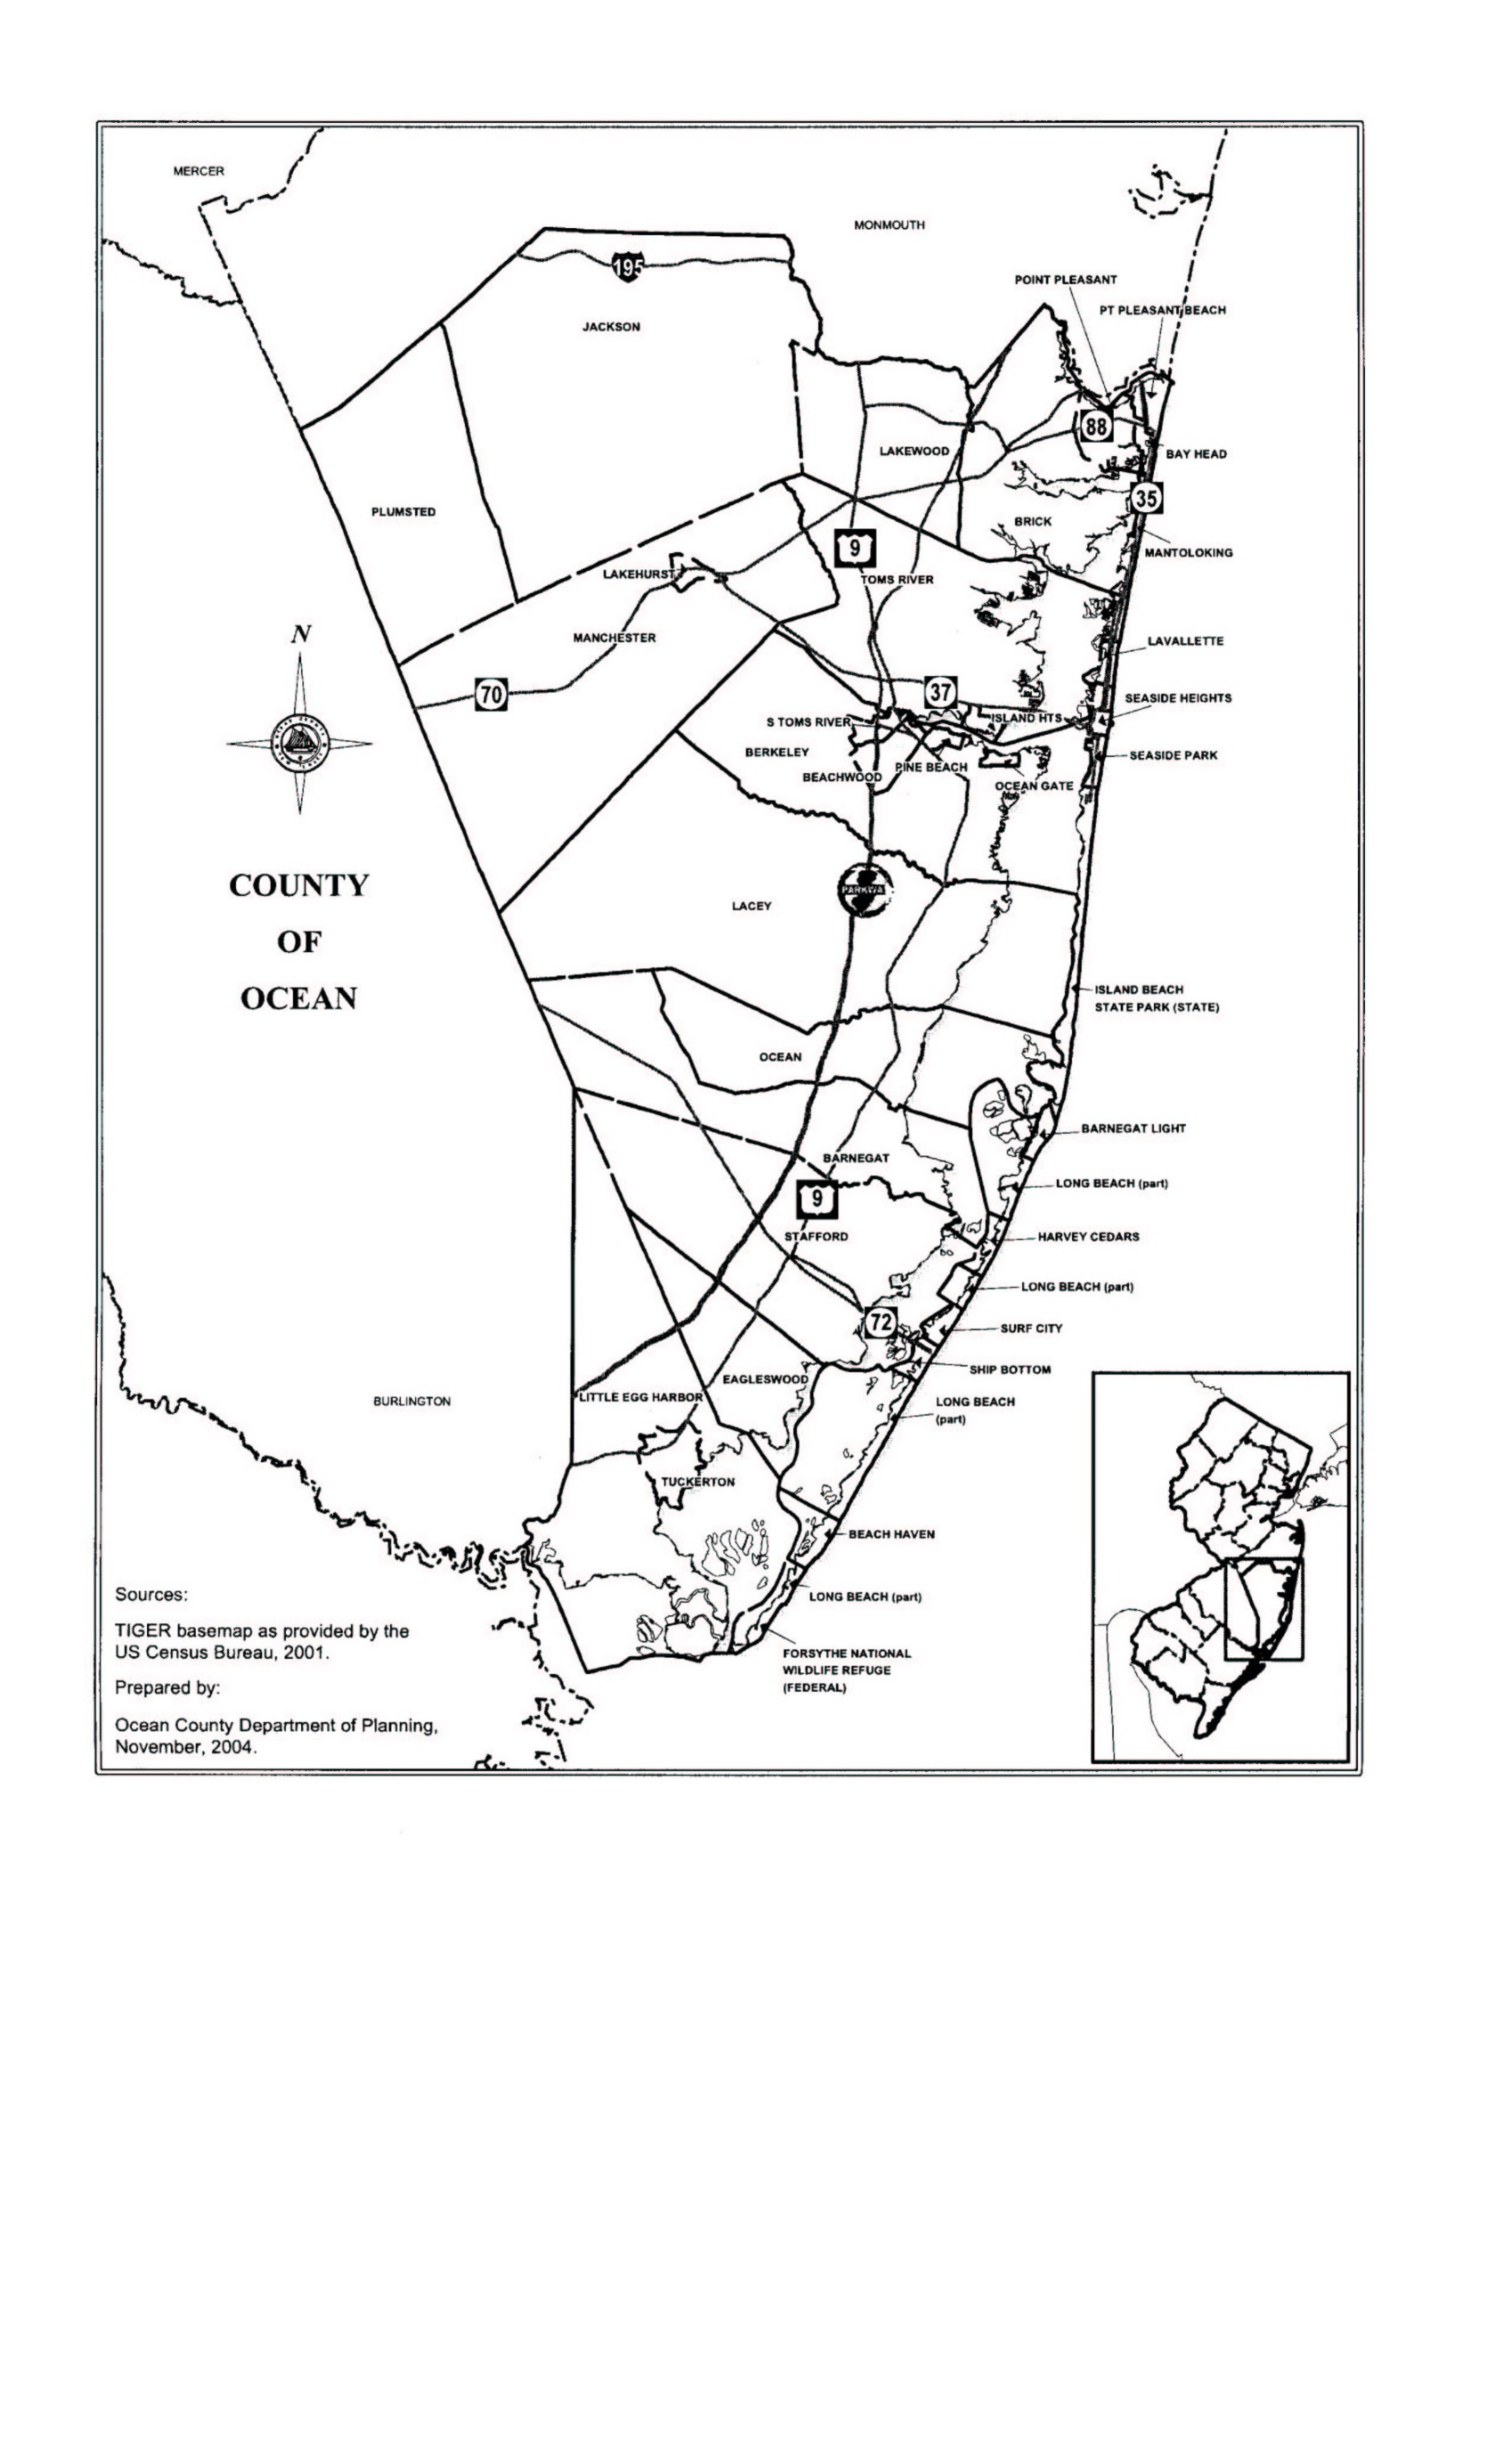 MERCER
MONMOUTH
POINT PLEASANT
PT PLEASANT BEACH
195
JACKSON
88
LAKEWOOD
BAY HEAD
35
PLUMSTED
BRICK
9
MANTOLOKING
LAKEHURST
TOMS RIVER
N
MANCHESTER
LAVALLETTE
70
37
SEASIDE HEIGHTS
S TOMS RIVER
ISLAND HTS
BERKELEY
SEASIDE PARK
BEACHWOOD
PINE BEACH
OCEAN GATE
COUNTY
OF
OCEAN
PARKWA
LACEY
ISLAND BEACH
STATE PARK (STATE)
OCEAN
BARNEGAT LIGHT
BARNEGAT
LONG BEACH (part)
9
STAFFORD
HARVEY CEDARS
LONG BEACH (part)
72
SURF CITY
SHIP BOTTOM
EAGLESWOOD
BURLINGTON
LITTLE EGG HARBOR
LONG BEACH
(part)
TUCKERTON
BEACH HAVEN
LONG BEACH (part)
FORSYTHE NATIONAL
WILDLIFE REFUGE
(FEDERAL)
Sources:
TIGER basemap as provided by the
US Census Bureau, 2001.
Prepared by:
Ocean County Department of Planning,
November, 2004.